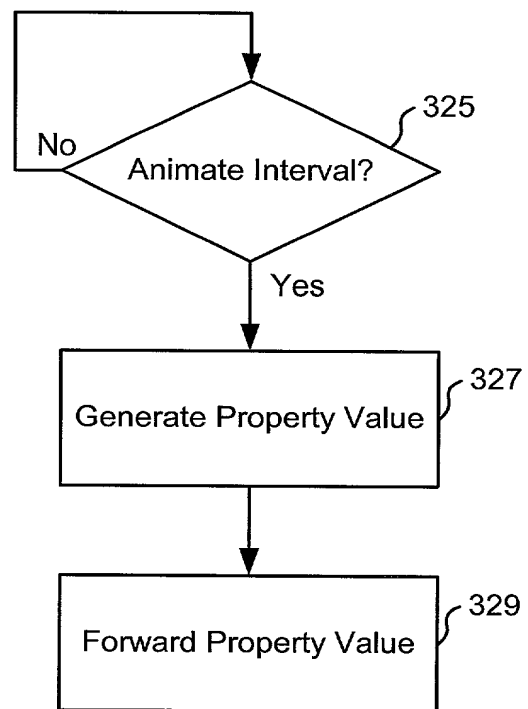 325
No
Animate Interval?
Yes
327
Generate Property Value
329
Forward Property Value